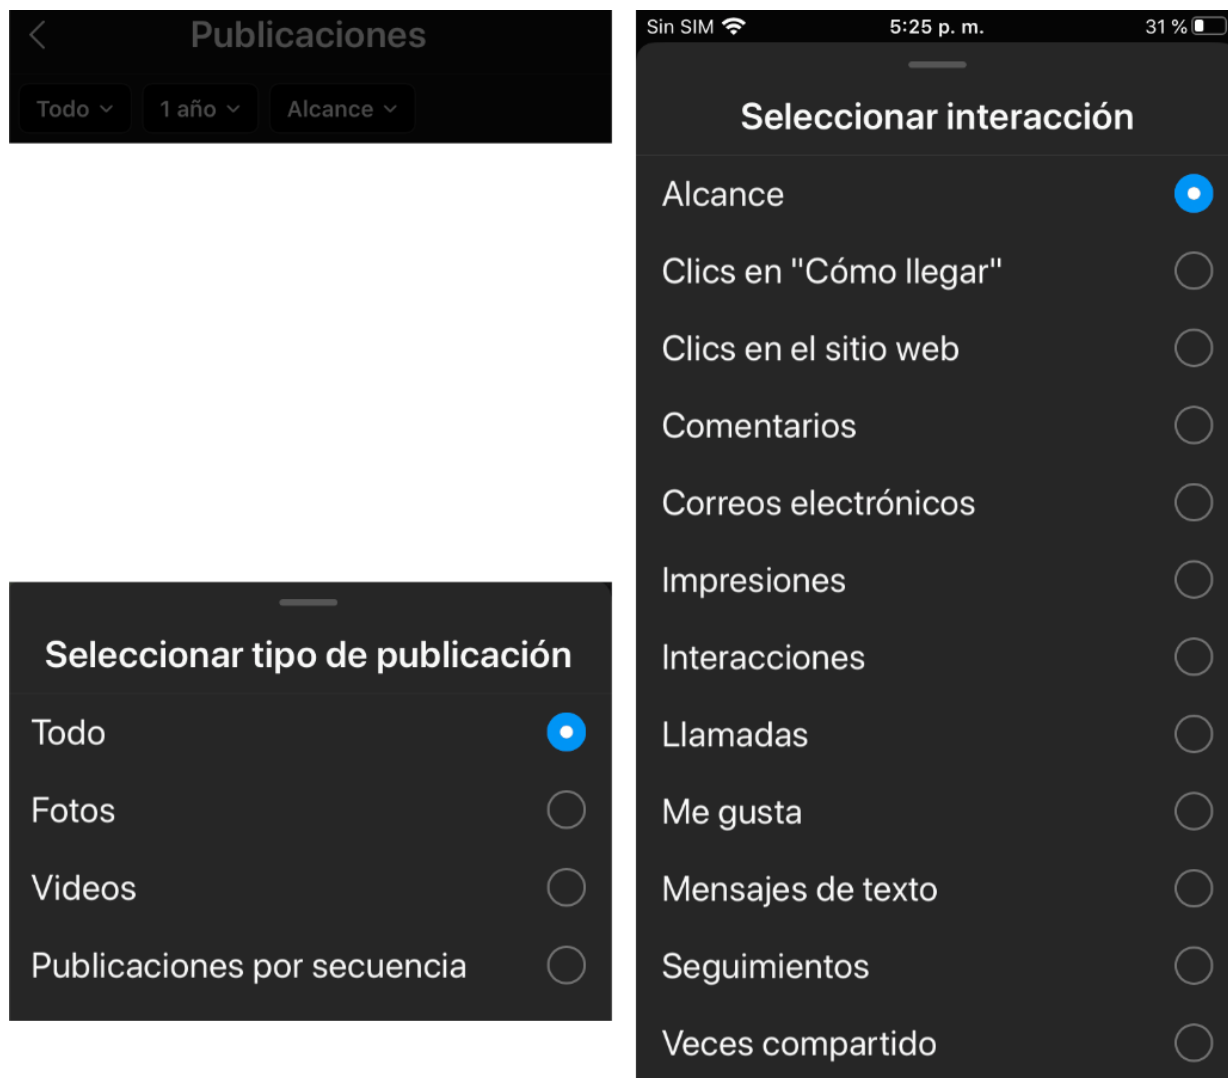 Publicaciones
Todo
1 año
Alcance
Seleccionar tipo de publicación
Todo
Fotos
Videos
Publicaciones por secuencia
Sin SIM
5:25 p. m.
31 %
Seleccionar interacción
Alcance
Clics en "Cómo llegar"
Clics en el sitio web
Comentarios
Correos electrónicos
Impresiones
Interacciones
Llamadas
Me gusta
Mensajes de texto
Seguimientos
Veces compartido